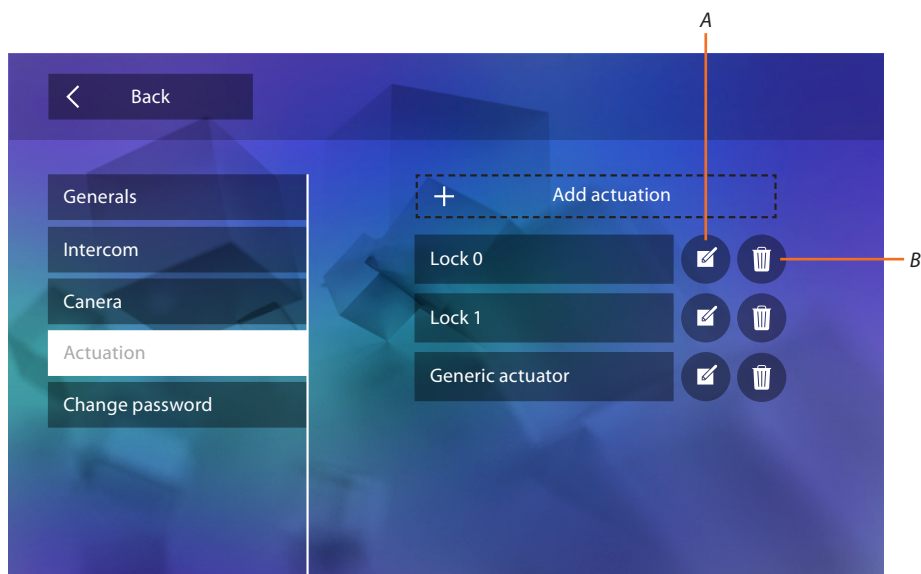 A
Back
Generals
Intercom
Canera
Actuation
Change password
Add actuation
Lock 0
B
Lock 1
Generic actuator